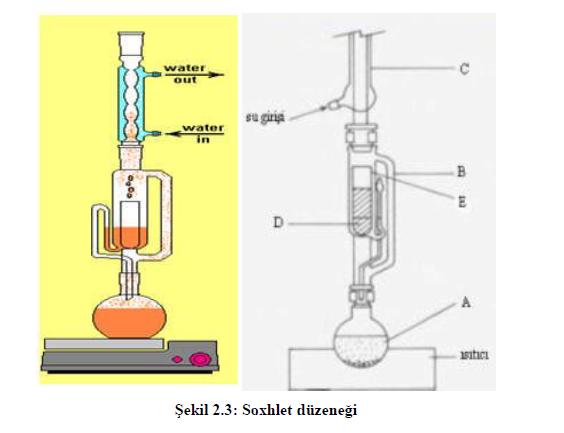 water
out
water
in
C
su girişi
B
E
D
A
ısıtıcı
Şekil 2.3: Soxhlet düzeneği